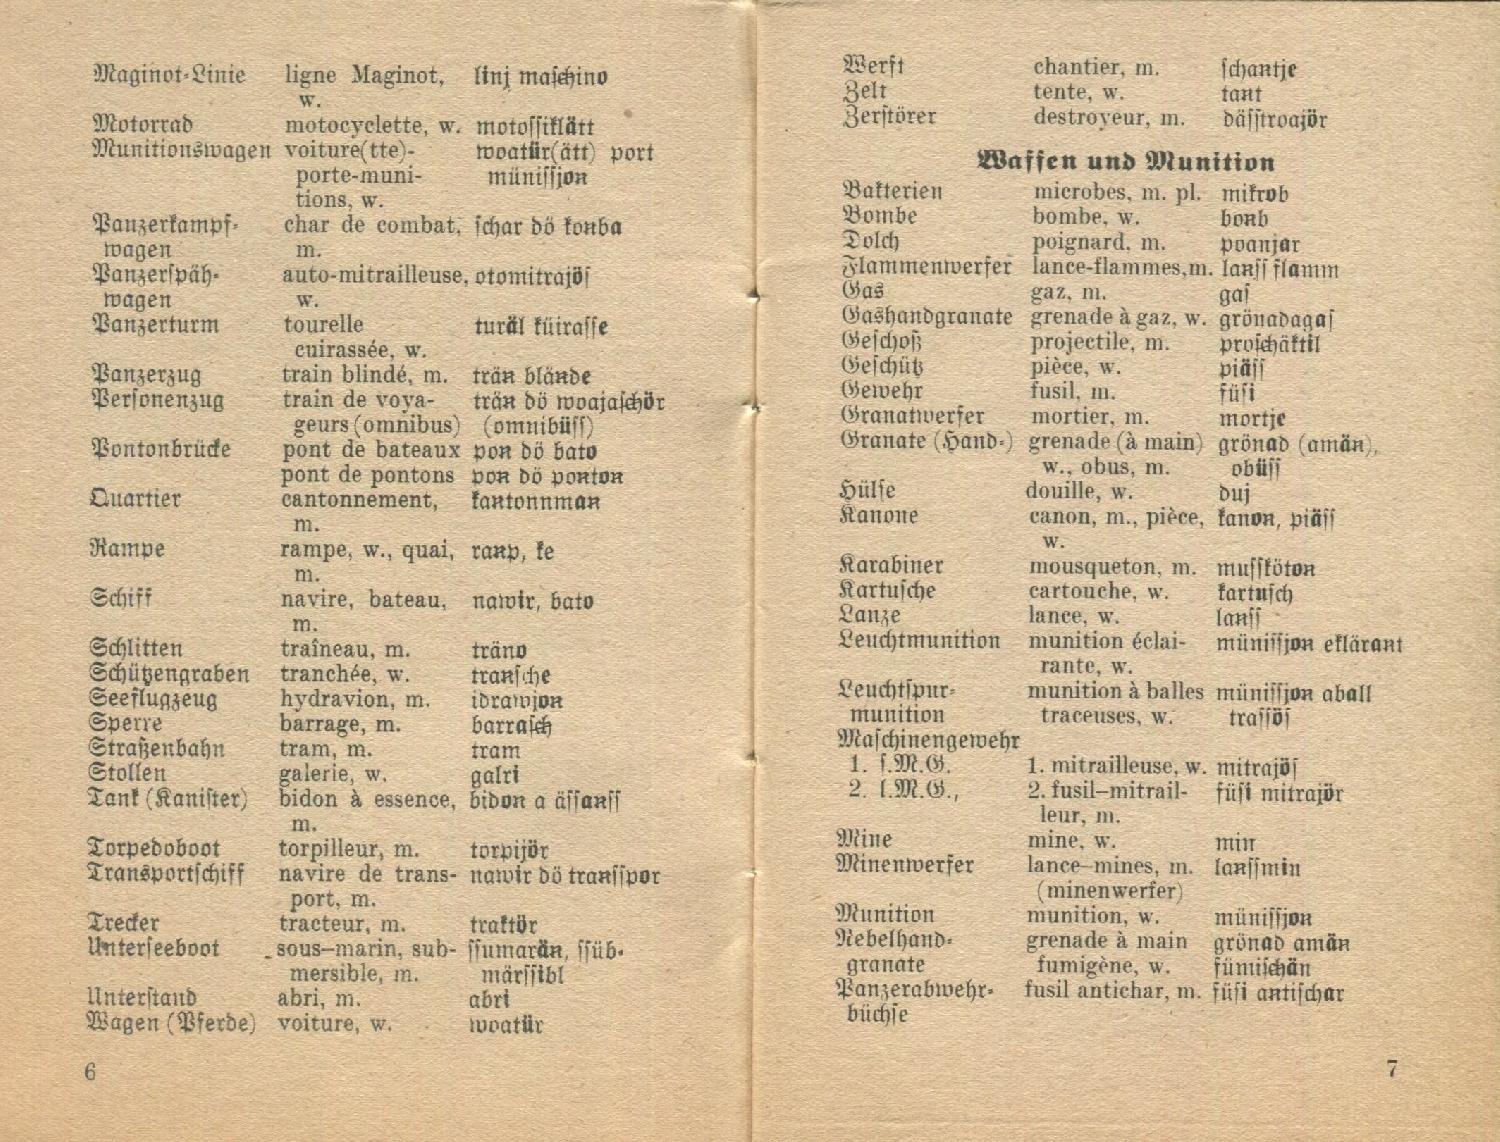 Maginot-Linie ligne Maginot, linj maschino
w.
Motorrad motocyclette, w. motossiklätt
Munitionswagen voiture(tte)- woatür(ätt) port
porte-muni- münissjon
tions, w.
Panzerkampf- char de combat, schar dö konba
wagen m.
Panzerspäh- auto-mitrailleuse, otomitrajös
wagen w.
Panzerturm tourelle turäl küirasse
cuirassée, w.
Panzerzug train blindé, m. trän blände
Personenzug train de voya- trän dö woajaschör
geurs (omnibus) (omnibüss)
Pontonbrücke pont de bateaux pon dö bato
pont de pontons pon dö ponton
Quartier cantonnement, kantonnman
m.
Rampe rampe, w., quai, ranp, ke
m.
Schiff navire, bateau, nawir, bato
m.
Schlitten traîneau, m. träno
Schützengraben tranchée, w. transche
Seeflugzeug hydravion, m. idrawjon
Sperre barrage, m. barrasch
Straßenbahn tram, m. tram
Stollen galerie, w. galri
Tank (Kanister) bidon à essence, bidon a ässanss
m.
Torpedoboot torpilleur, m. torpijör
Transportschiff navire de trans- nawir dö transspor
port, m.
Trecker tracteur, m. traktör
Unterseeboot sous-marin, sub- ssumarän, ssüb-
mersible, m. märssibl
Unterstand abri, m. abri
Wagen (Pferde) voiture, w. woatür
6
Werft chantier, m. schantje
Zelt tente, w. tant
Zerstörer destroyeur, m. dässtroajör
Waffen und Munition
Bakterien microbes, m. pl. mikrob
Bombe bombe, w. bonb
Dolch poignard, m. poanjar
Flammenwerfer lance-flammes, m. lanss flamm
Gas gaz, m. gas
Gashandgranate grenade à gaz, w. grönadagas
Geschoß projectile, m. proschäktil
Geschütz pièce, w. piäss
Gewehr fusil, m. füsi
Granatwerfer mortier, m. mortje
Granate (Hand-) grenade (à main) grönad (amän),
w., obus, m. obüss
Hülse douille, w. duj
Kanone canon, m., pièce, kanon, piäss
w.
Karabiner mousqueton, m. mussköton
Kartusche cartouche, w. kartusch
Lanze lance, w. lanss
Leuchtmunition munition éclai- münissjon eklärant
rante, w.
Leuchtspur- munition à balles münissjon aball
munition traceuses, w. trassös
Maschinengewehr
1. s.M.G. 1. mitrailleuse, w. mitrajös
2. l.M.G., 2. fusil-mitrail- füsi mitrajör
leur, m.
Mine mine, w. min
Minenwerfer lance-mines, m. lanssmin
(minenwerfer)
Munition munition, w. münissjon
Nebelhand- grenade à main grönad amän
granate fumigène, w. fümischän
Panzerabwehr- fusil antichar, m. füsi antischar
büchse
7